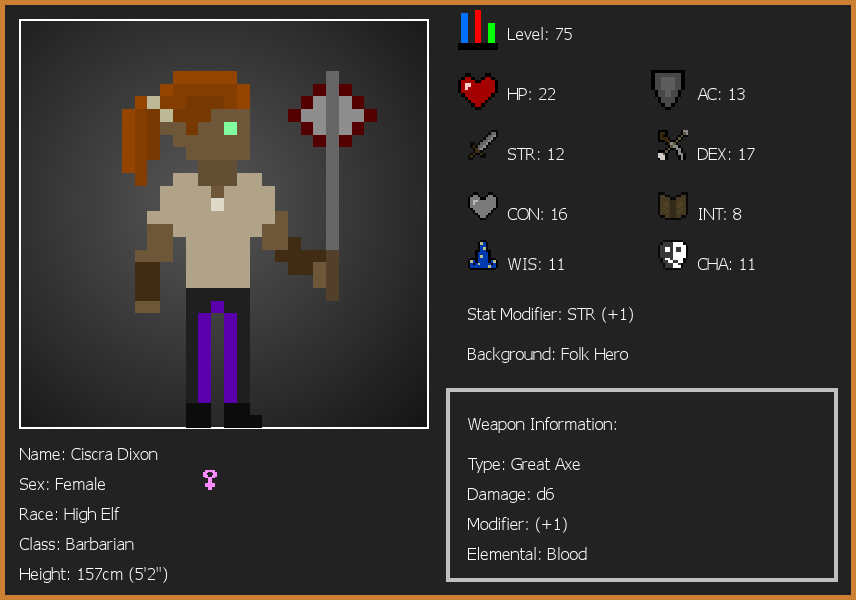 Level: 75
HP: 22
AC: 13
STR: 12
DEX: 17
CON: 16
INT: 8
WIS: 11
CHA: 11
Stat Modifier: STR (+1)
Background: Folk Hero
Weapon Information:
Type: Great Axe
Damage: d6
Modifier: (+1)
Elemental: Blood
Name: Ciscra Dixon
Sex: Female
Race: High Elf
Class: Barbarian
Height: 157cm (5'2")